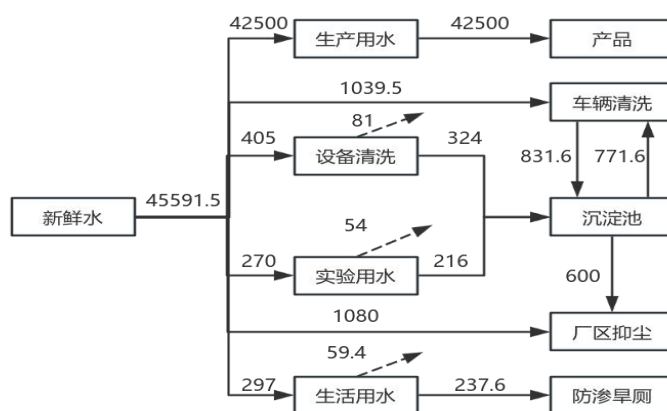 42500
生产用水
42500
产品
1039.5
车辆清洗
81
405
设备清洗
324
831.6
771.6
45591.5
新鲜水
沉淀池
54
270
实验用水
216
600
1080
厂区抑尘
59.4
297
生活用水
237.6
防渗旱厕